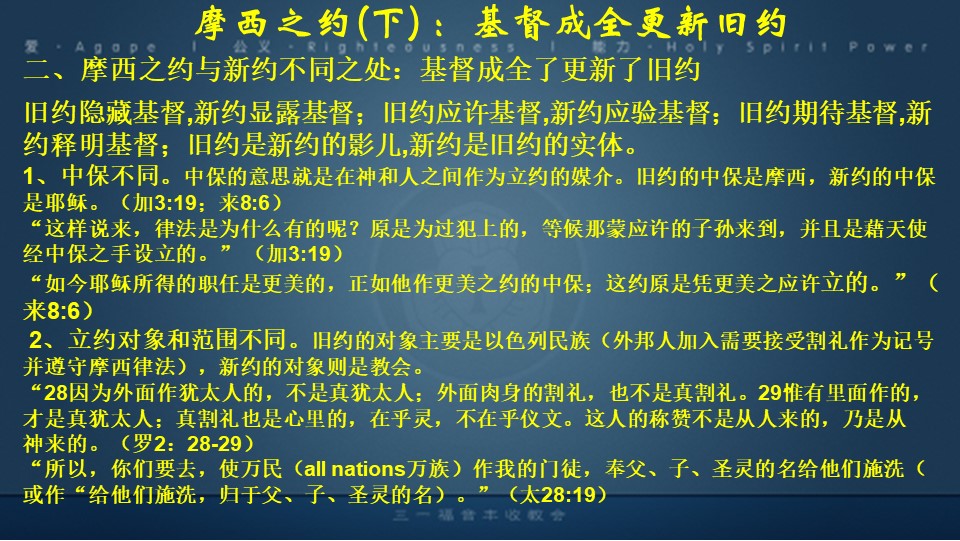 摩西之约(下)：基督成全更新旧约
爱·Agape | 公义·Righteousness | 能力·Holy Spirit Power
二、摩西之约与新约不同之处：基督成全了更新了旧约
旧约隐藏基督,新约显露基督；旧约应许基督,新约应验基督；旧约期待基督,新
约释明基督；旧约是新约的影儿,新约是旧约的实体。
1、中保不同。中保的意思就是在神和人之间作为立约的媒介。旧约的中保是摩西，新约的中保
是耶稣。（加3:19；来8:6）
“这样说来，律法是为什么有的呢？原是为过犯上的，等候那蒙应许的子孙来到，并且是藉天使
经中保之手设立的。”（加3:19）
“如今耶稣所得的职任是更美的，正如他作更美之约的中保；这约原是凭更美之应许立的。”（
来8:6）
2、立约对象和范围不同。旧约的对象主要是以色列民族（外邦人加入需要接受割礼作为记号
并遵守摩西律法），新约的对象则是教会。
“28因为外面作犹太人的，不是真犹太人；外面肉身的割礼，也不是真割礼。29惟有里面作的，
才是真犹太人；真割礼也是心里的，在乎灵，不在乎仪文。这人的称赞不是从人来的，乃是从
神来的。（罗2：28-29）
“所以，你们要去，使万民（all nations万族）作我的门徒，奉父、子、圣灵的名给他们施洗（
或作“给他们施洗，归于父、子、圣灵的名）。”（太28:19）
三一福音丰收教会